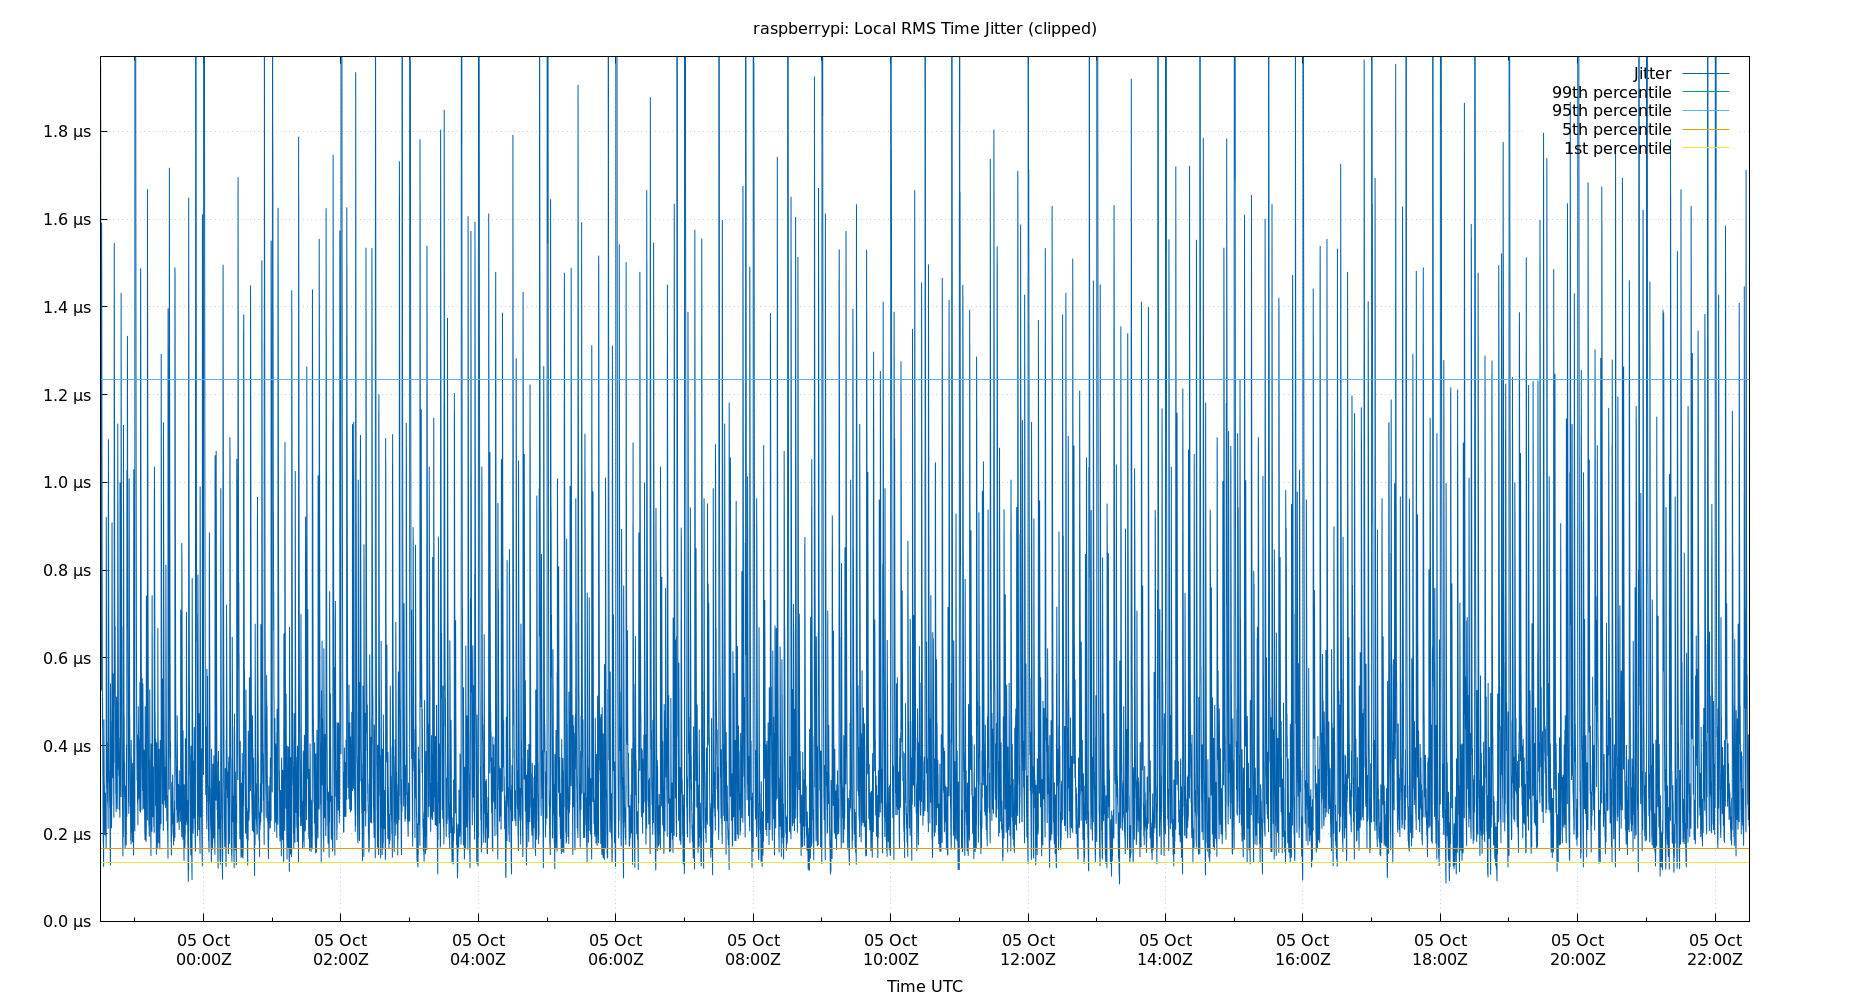 raspberrypi: Local RMS Time Jitter (clipped)
Jitter
99th percentile
95th percentile
5th percentile
1st percentile
1.8 µs
1.6 µs
1.4 µs
1.2 µs
1.0 µs
0.8 µs
0.6 µs
0.4 µs
0.2 µs
0.0 µs
05 Oct 05 Oct 05 Oct 05 Oct 05 Oct 05 Oct 05 Oct 05 Oct 05 Oct 05 Oct 05 Oct 05 Oct
00:00Z 02:00Z 04:00Z 06:00Z 08:00Z 10:00Z 12:00Z 14:00Z 16:00Z 18:00Z 20:00Z 22:00Z
Time UTC